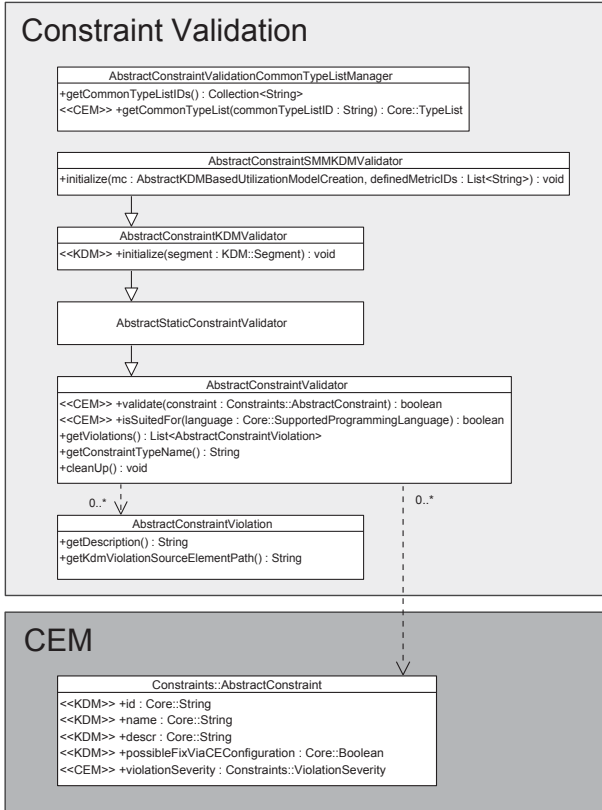 Constraint Validation
AbstractConstraintValidationCommonTypeListManager
+getCommonTypeListIDs() : Collection<String>
<<CEM>> +getCommonTypeList(commonTypeListID : String) : Core::TypeList
AbstractConstraintSMMKDMValidator
+initialize(mc : AbstractKDMBasedUtilizationModelCreation, definedMetricIDs : List<String>) : void
AbstractConstraintKDMValidator
<<KDM>> +initialize(segment : KDM::Segment) : void
AbstractStaticConstraintValidator
AbstractConstraintValidator
<<CEM>> +validate(constraint : Constraints::AbstractConstraint) : boolean
<<CEM>> +isSuitedFor(language : Core::SupportedProgrammingLanguage) : boolean
+getViolations() : List<AbstractConstraintViolation>
+getConstraintTypeName() : String
+cleanUp() : void
0..*
0..*
AbstractConstraintViolation
+getDescription() : String
+getKdmViolationSourceElementPath() : String
CEM
Constraints::AbstractConstraint
<<KDM>> +id : Core::String
<<KDM>> +name : Core::String
<<KDM>> +descr : Core::String
<<KDM>> +possibleFixViaCEConfiguration : Core::Boolean
<<CEM>> +violationSeverity : Constraints::ViolationSeverity